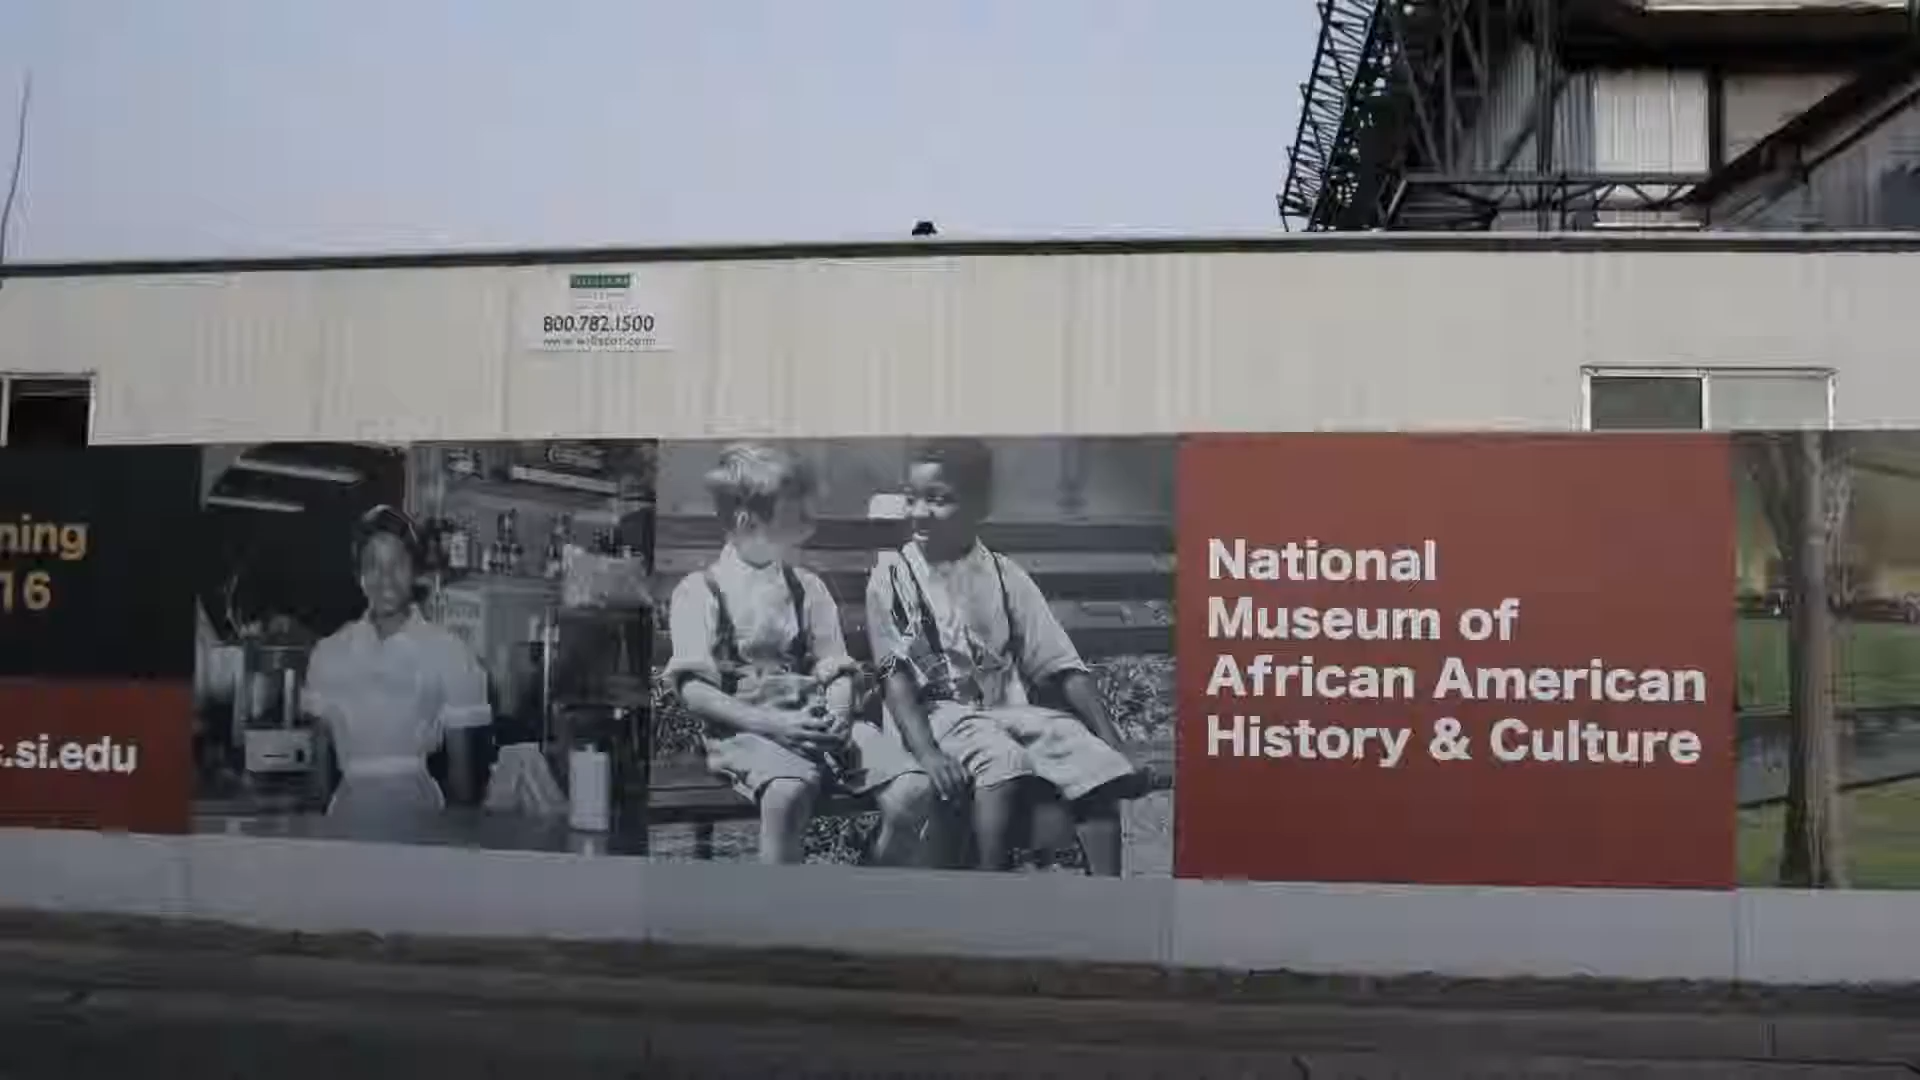 800.782.1500
ning
16
.si.edu
National
Museum of
African American
History & Culture